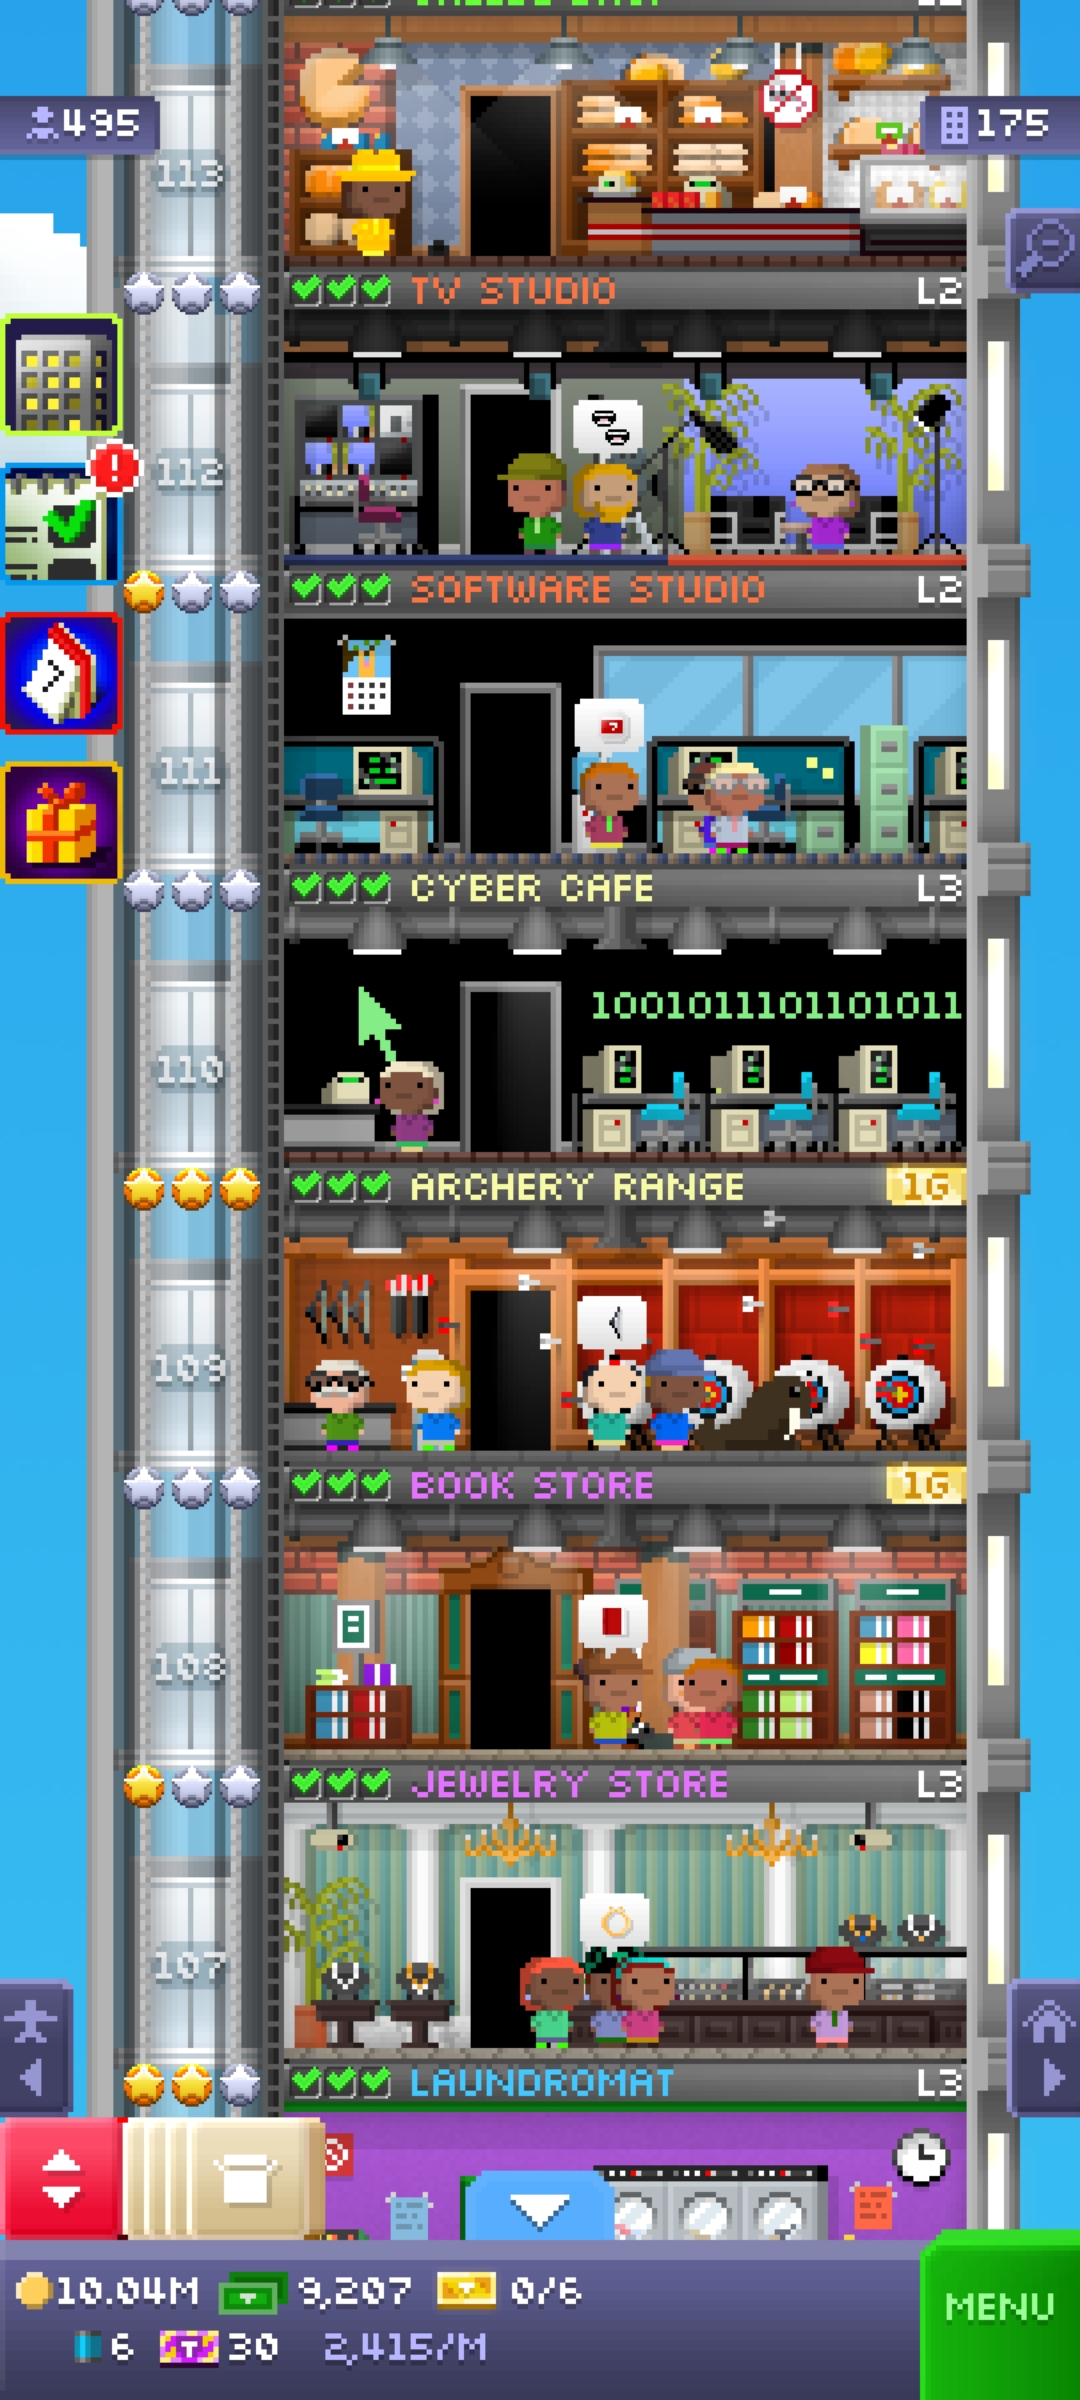 495
175
113
TV STUDIO L2
112
SOFTWARE STUDIO L2
?
111
CYBER CAFE L3
1001011101101011
110
ARCHERY RANGE 1G
109
BOOK STORE 1G
108
JEWELRY STORE L3
107
LAUNDROMAT L3
10.04M 9,207 0/6
6 T 30 2,415/M
MENU